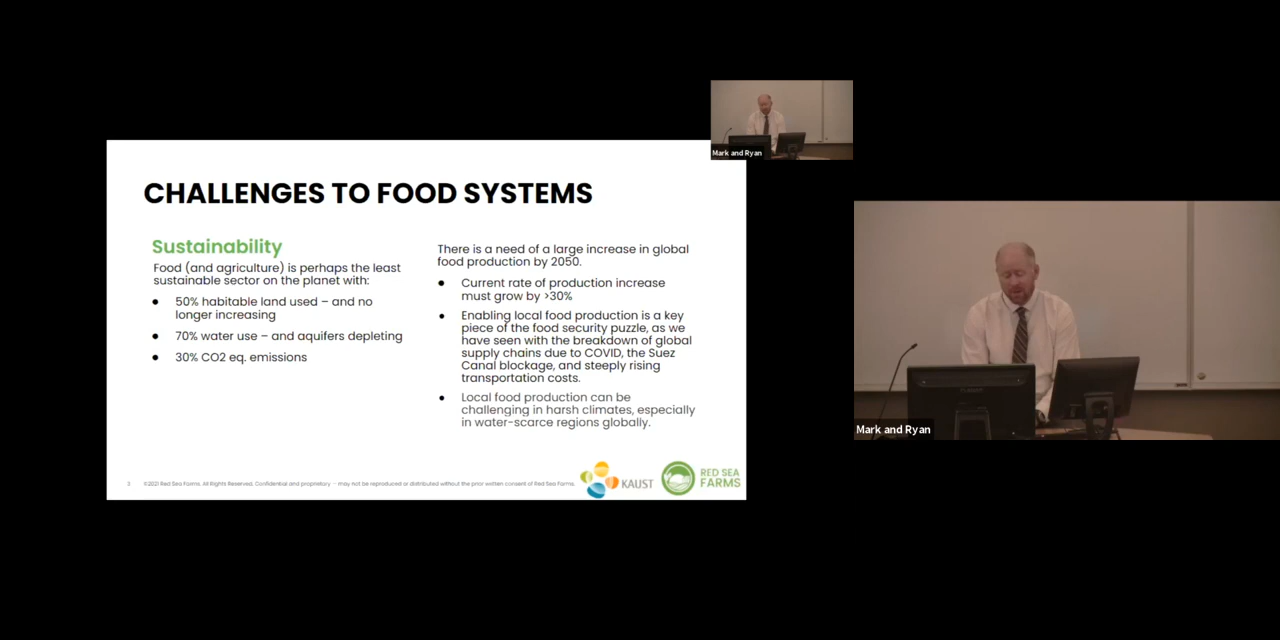 CHALLENGES TO FOOD SYSTEMS
Sustainability
Food (and agriculture) is perhaps the least
sustainable sector on the planet with:
● 50% habitable land used – and no
longer increasing
● 70% water use – and aquifers depleting
● 30% CO2 eq. emissions
There is a need of a large increase in global
food production by 2050.
● Current rate of production increase
must grow by >30%
● Enabling local food production is a key
piece of the food security puzzle, as we
have seen with the breakdown of global
supply chains due to COVID, the Suez
Canal blockage, and steeply rising
transportation costs.
● Local food production can be
challenging in harsh climates, especially
in water-scarce regions globally.
3
©2021 Red Sea Farms. All Rights Reserved. Confidential and proprietary — may not be reproduced or distributed without the prior written consent of Red Sea Farms.
KAUST
RED SEA
FARMS
Mark and Ryan
Mark and Ryan